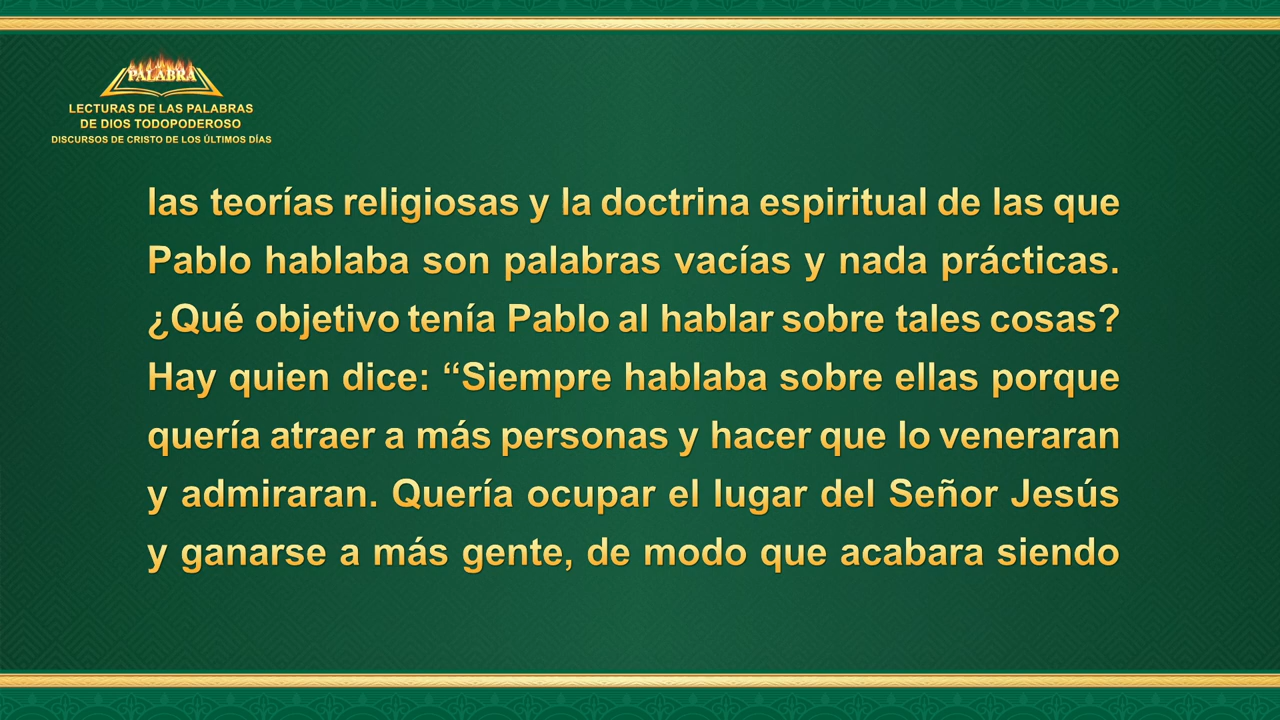 PALABRA
LECTURAS DE LAS PALABRAS
DE DIOS TODOPODEROSO
DISCURSOS DE CRISTO DE LOS ÚLTIMOS DÍAS
las teorías religiosas y la doctrina espiritual de las que
Pablo hablaba son palabras vacías y nada prácticas.
¿Qué objetivo tenía Pablo al hablar sobre tales cosas?
Hay quien dice: “Siempre hablaba sobre ellas porque
quería atraer a más personas y hacer que lo veneraran
y admiraran. Quería ocupar el lugar del Señor Jesús
y ganarse a más gente, de modo que acabara siendo